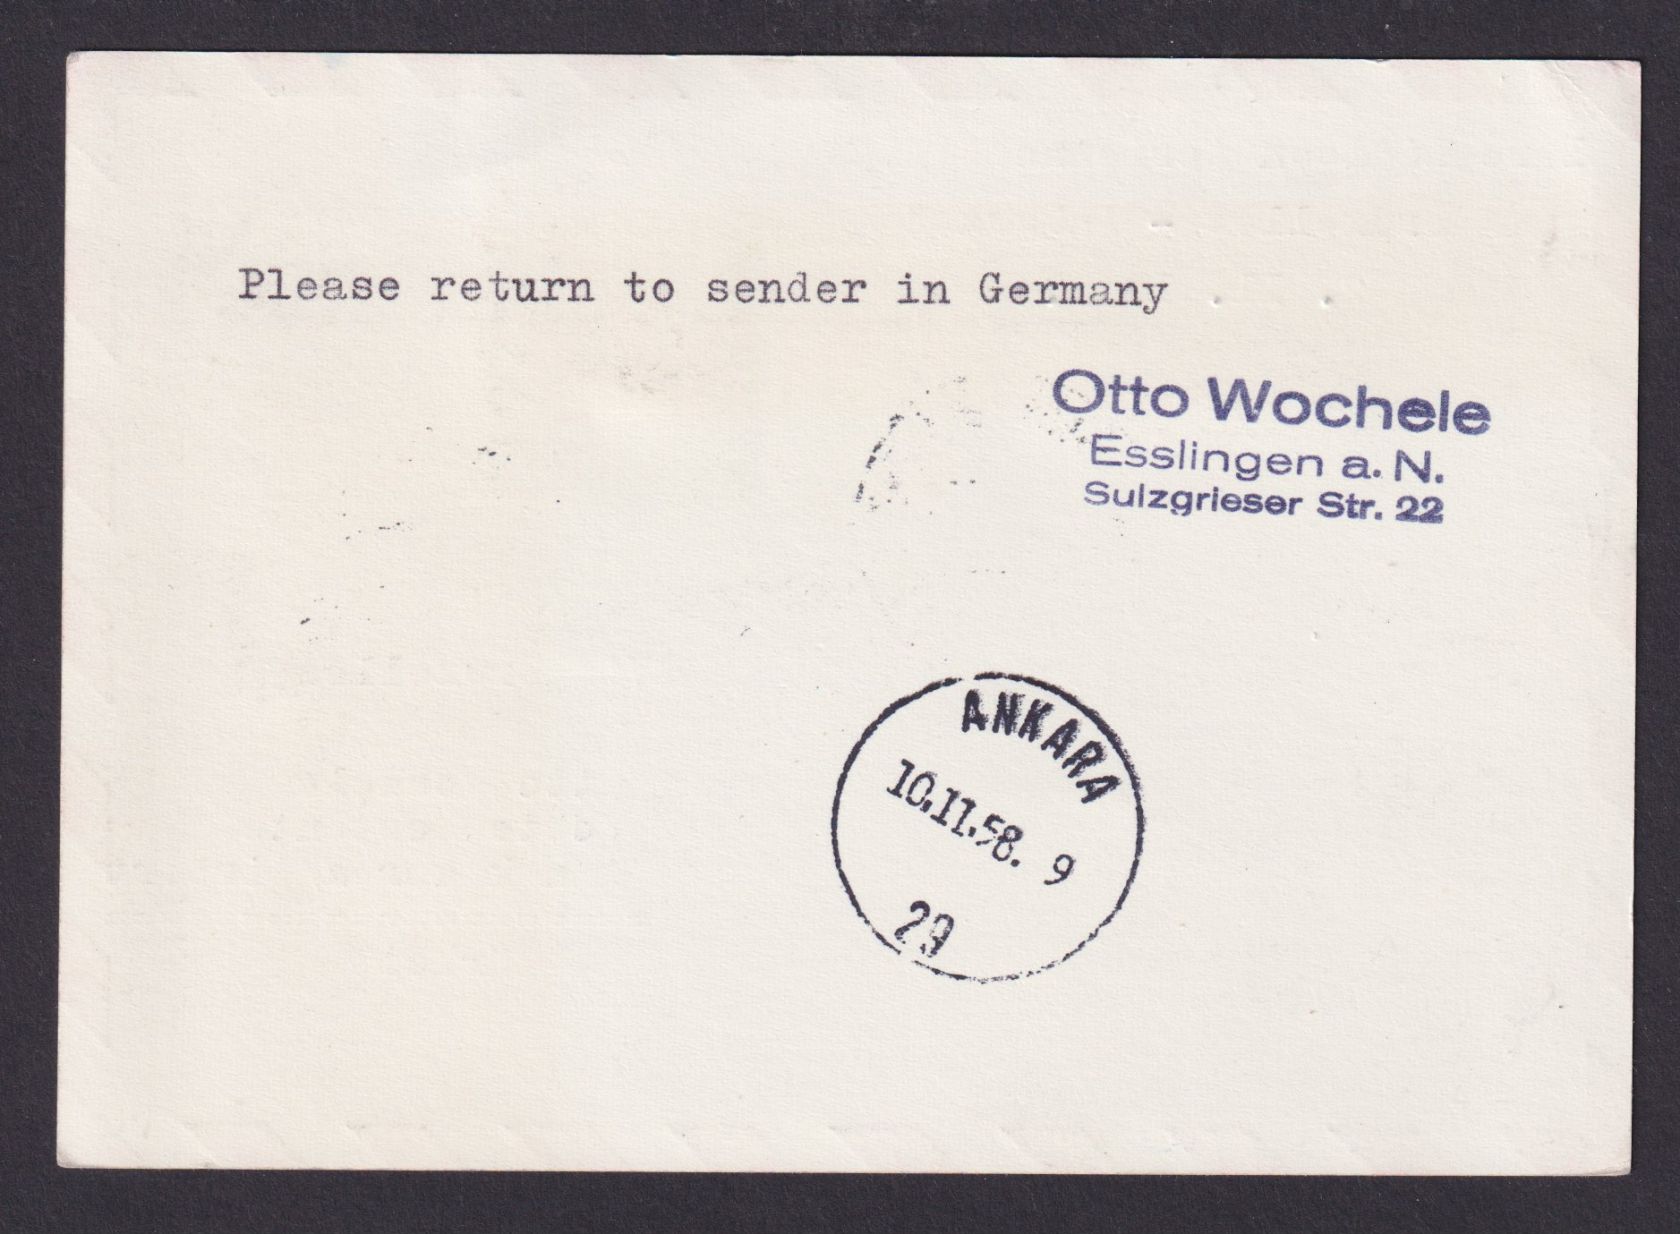 Please return to sender in Germany
Otto Wochele
Esslingen a. N.
Sulzgrieser Str. 22
ANKARA
10.11.58. 9
29